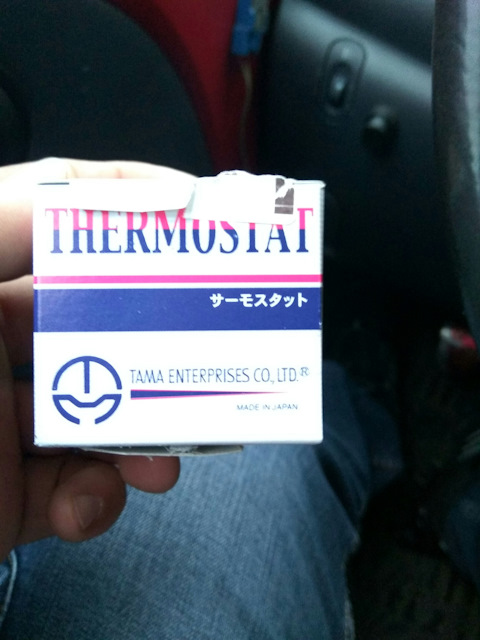 THERMOSTAT
サーモスタット
TAMA ENTERPRISES CO., LTD.®
MADE IN JAPAN